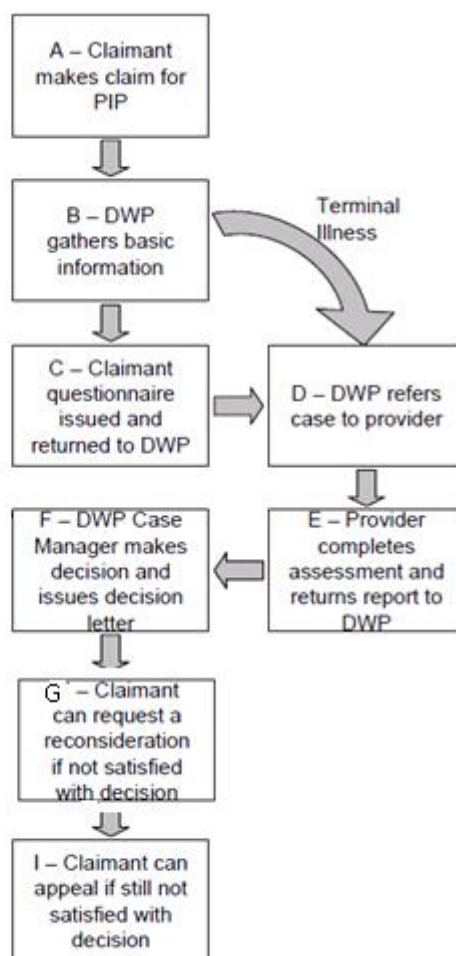 A – Claimant
makes claim for
PIP
B – DWP
gathers basic
information
Terminal
Illness
C – Claimant
questionnaire
issued and
returned to DWP
D – DWP refers
case to provider
E – Provider
completes
assessment and
returns report to
DWP
F – DWP Case
Manager makes
decision and
issues decision
letter
G – Claimant
can request a
reconsideration
if not satisfied
with decision
I – Claimant can
appeal if still not
satisfied with
decision